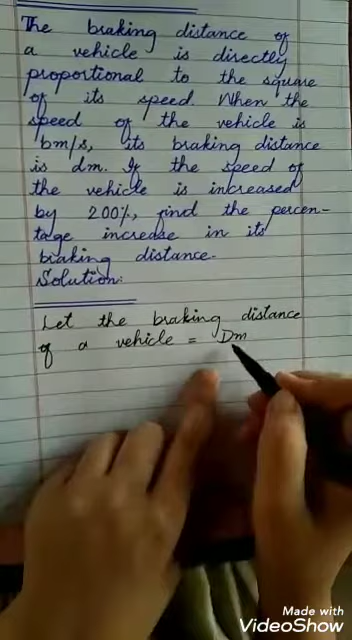 The braking distance of
a vehicle is directly
proportional to the square
of its speed. When the
speed of the vehicle is
bm/s, its braking distance
is dm. If the speed of
the vehicle is increased
by 200%, find the percen-
tage increase in its
braking distance.
Solution:
Let the braking distance
of a vehicle = Dm
Made with
VideoShow